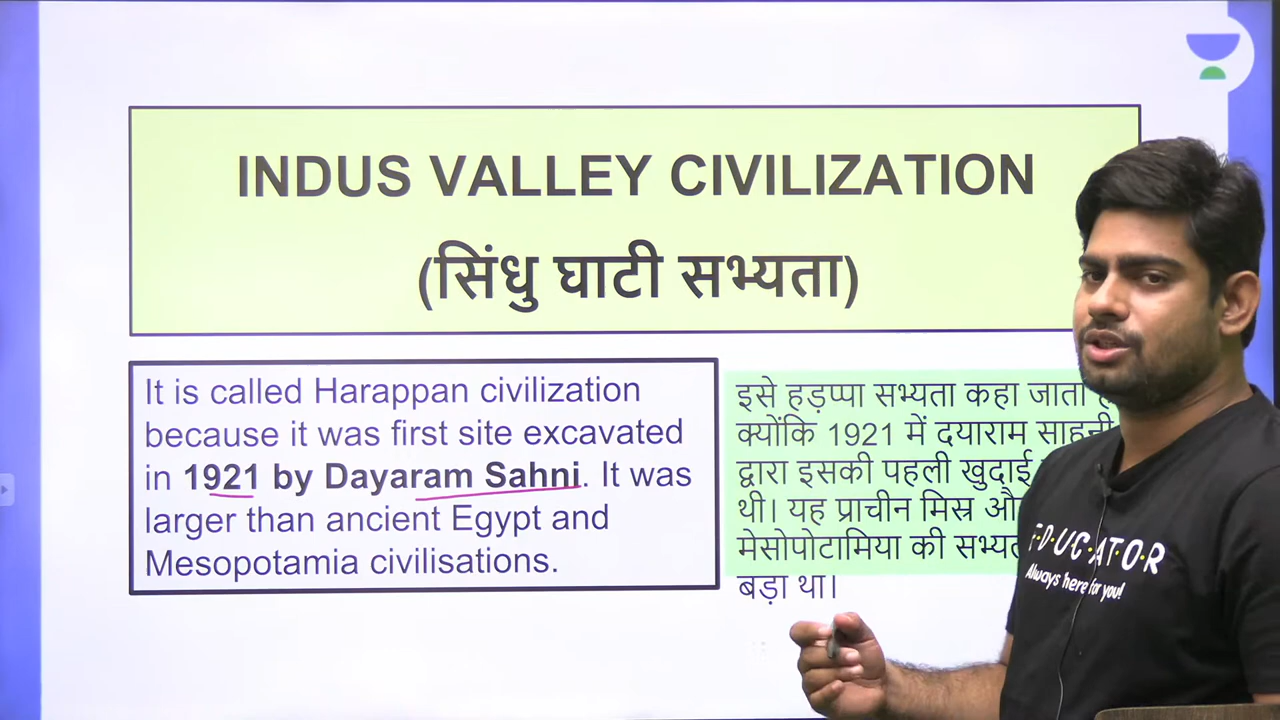 INDUS VALLEY CIVILIZATION
(सिंधु घाटी सभ्यता)
It is called Harappan civilization
because it was first site excavated
in 1921 by Dayaram Sahni. It was
larger than ancient Egypt and
Mesopotamia civilisations.
इसे हड़प्पा सभ्यता कहा जाता
क्योंकि 1921 में दयाराम साहनी
द्वारा इसकी पहली खुदाई
थी। यह प्राचीन मिस्र
मेसोपोटामिया की
बड़ा था।
EDUCATOR
Always here for you!